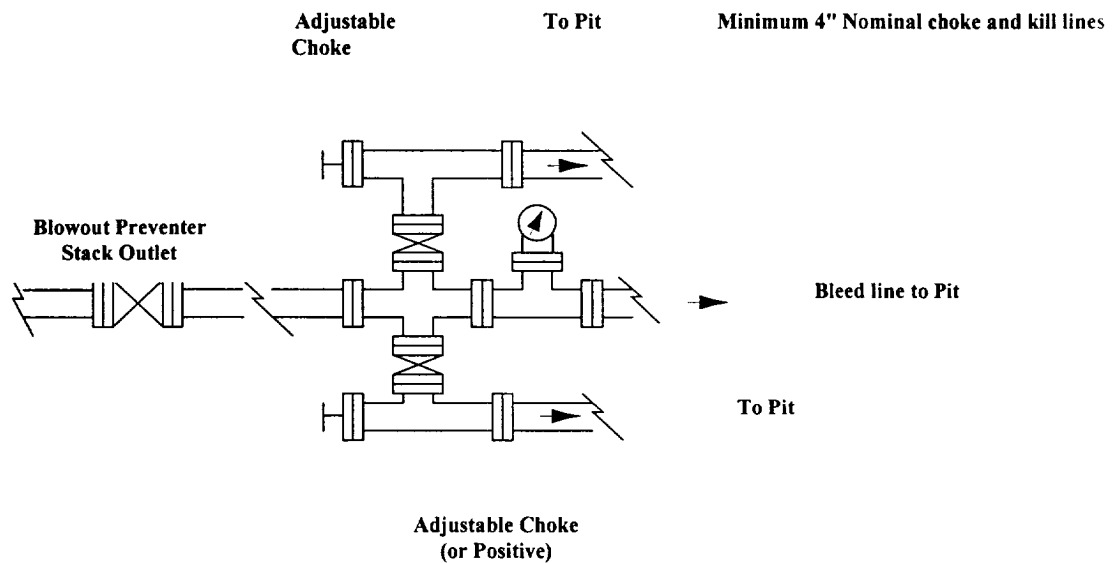 Adjustable
Choke
To Pit
Minimum 4" Nominal choke and kill lines
Blowout Preventer
Stack Outlet
Bleed line to Pit
To Pit
Adjustable Choke
(or Positive)